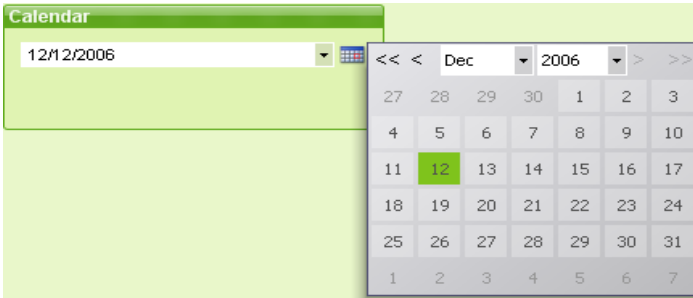 Calendar
12/12/2006
<< < Dec 2006 > >>
27 28 29 30 1 2 3
4 5 6 7 8 9 10
11 12 13 14 15 16 17
18 19 20 21 22 23 24
25 26 27 28 29 30 31
1 2 3 4 5 6 7